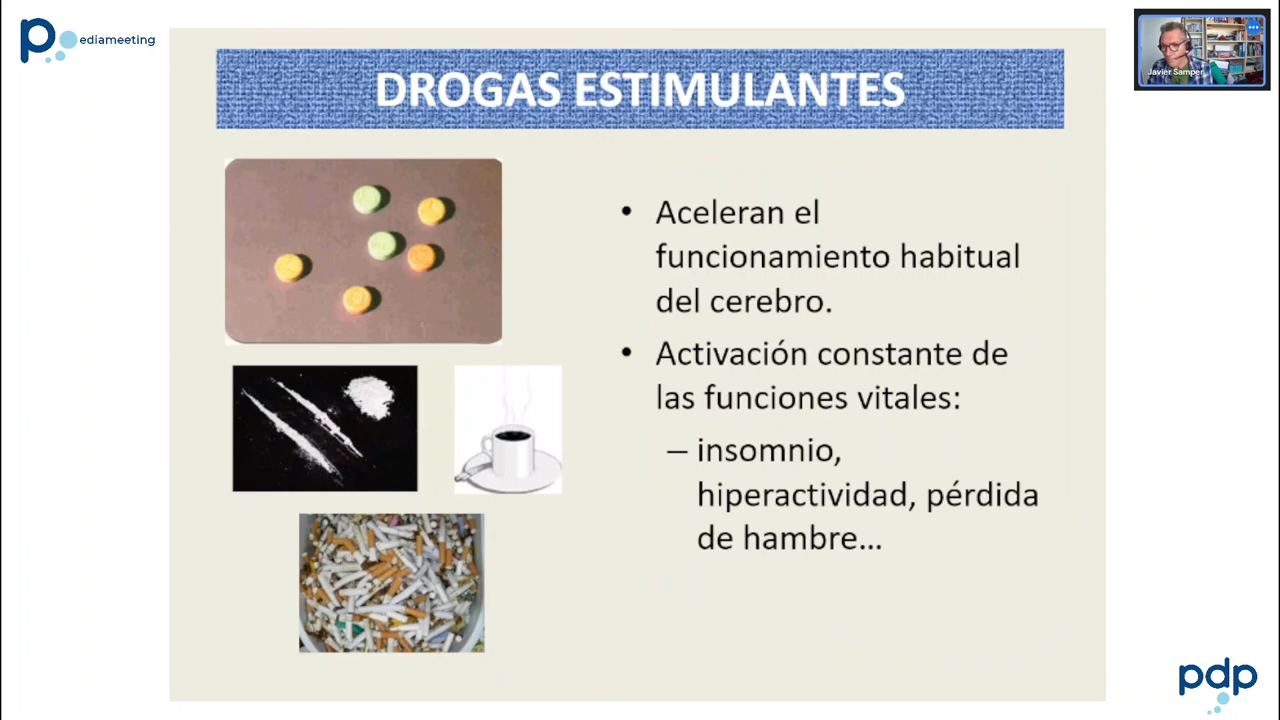 pediameeting
Javier Samper
DROGAS ESTIMULANTES
• Aceleran el
funcionamiento habitual
del cerebro.
• Activación constante de
las funciones vitales:
– insomnio,
hiperactividad, pérdida
de hambre...
pdp